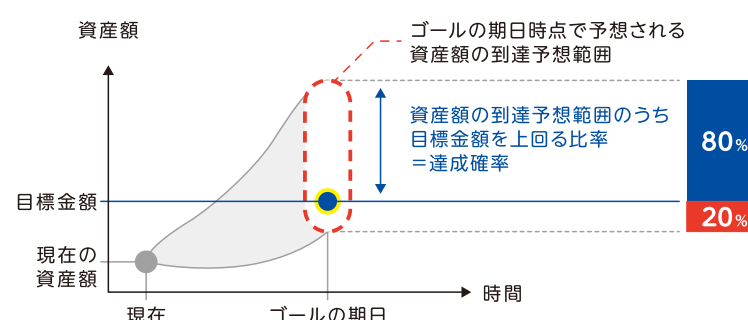 資産額
ゴールの期日時点で予想される
資産額の到達予想範囲
資産額の到達予想範囲のうち
目標金額を上回る比率
＝達成確率
80%
目標金額
20%
現在の
資産額
時間
現在
ゴールの期日